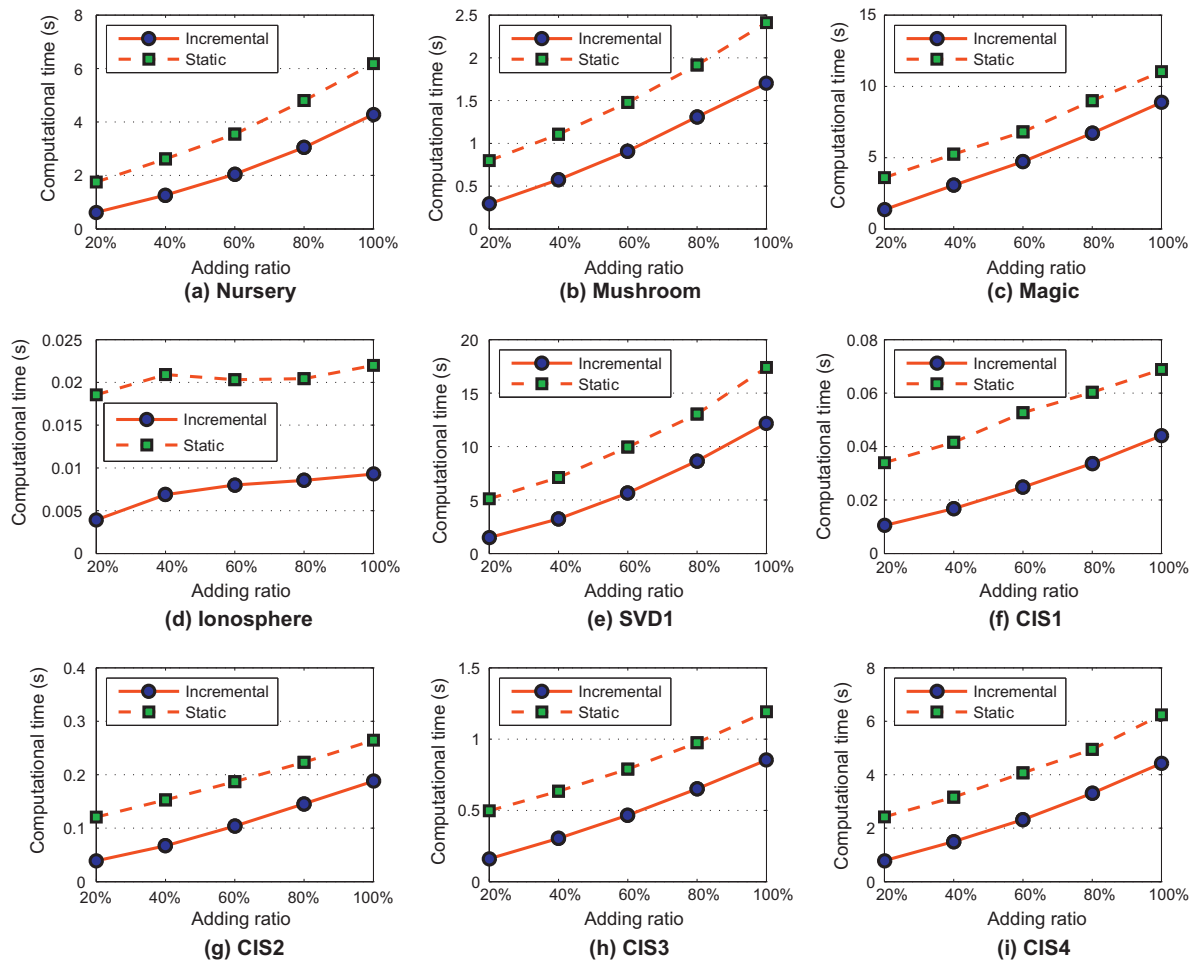 8
6
4
2
0
Computational time (s)
Incremental
Static
20% 40% 60% 80% 100%
Adding ratio
(a) Nursery
2.5
2
1.5
1
0.5
0
Computational time (s)
Incremental
Static
20% 40% 60% 80% 100%
Adding ratio
(b) Mushroom
15
10
5
0
Computational time (s)
Incremental
Static
20% 40% 60% 80% 100%
Adding ratio
(c) Magic
0.025
0.02
0.015
0.01
0.005
0
Computational time (s)
Incremental
Static
20% 40% 60% 80% 100%
Adding ratio
(d) Ionosphere
20
15
10
5
0
Computational time (s)
Incremental
Static
20% 40% 60% 80% 100%
Adding ratio
(e) SVD1
0.08
0.06
0.04
0.02
0
Computational time (s)
Incremental
Static
20% 40% 60% 80% 100%
Adding ratio
(f) CIS1
0.4
0.3
0.2
0.1
0
Computational time (s)
Incremental
Static
20% 40% 60% 80% 100%
Adding ratio
(g) CIS2
1.5
1
0.5
0
Computational time (s)
Incremental
Static
20% 40% 60% 80% 100%
Adding ratio
(h) CIS3
8
6
4
2
0
Computational time (s)
Incremental
Static
20% 40% 60% 80% 100%
Adding ratio
(i) CIS4